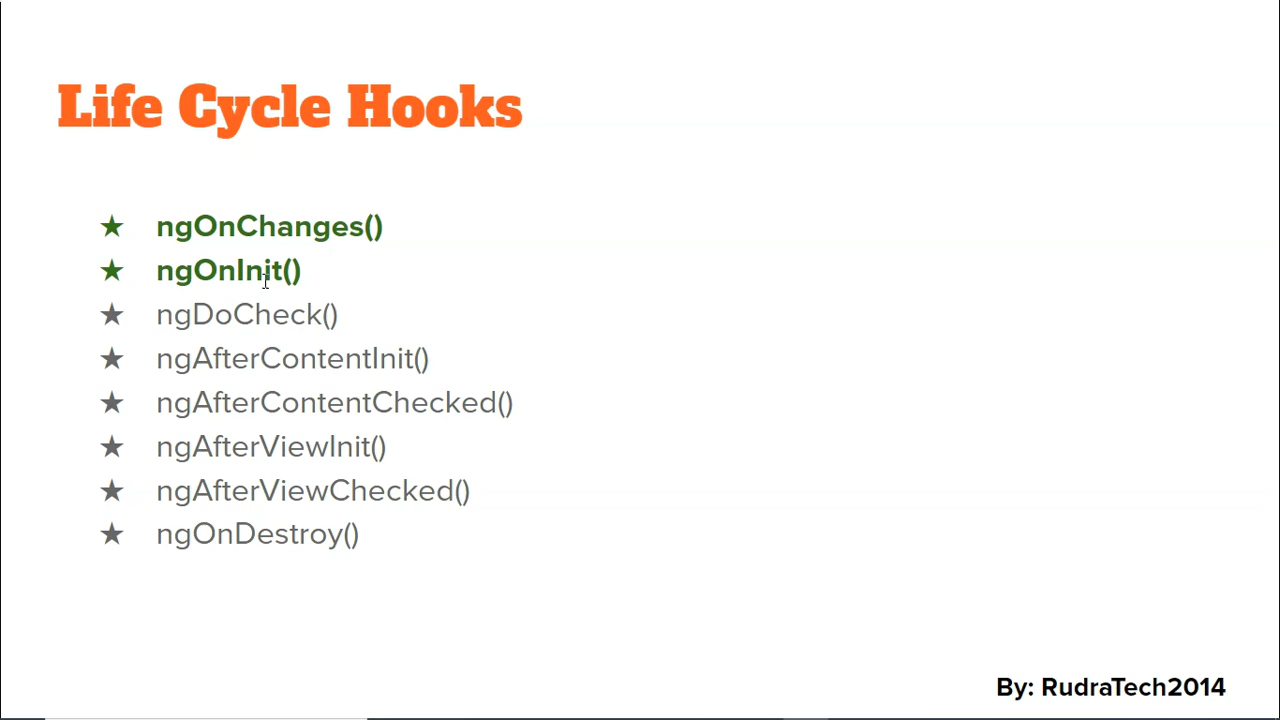 Life Cycle Hooks
★ ngOnChanges()
★ ngOnInit()
★ ngDoCheck()
★ ngAfterContentInit()
★ ngAfterContentChecked()
★ ngAfterViewInit()
★ ngAfterViewChecked()
★ ngOnDestroy()
By: RudraTech2014